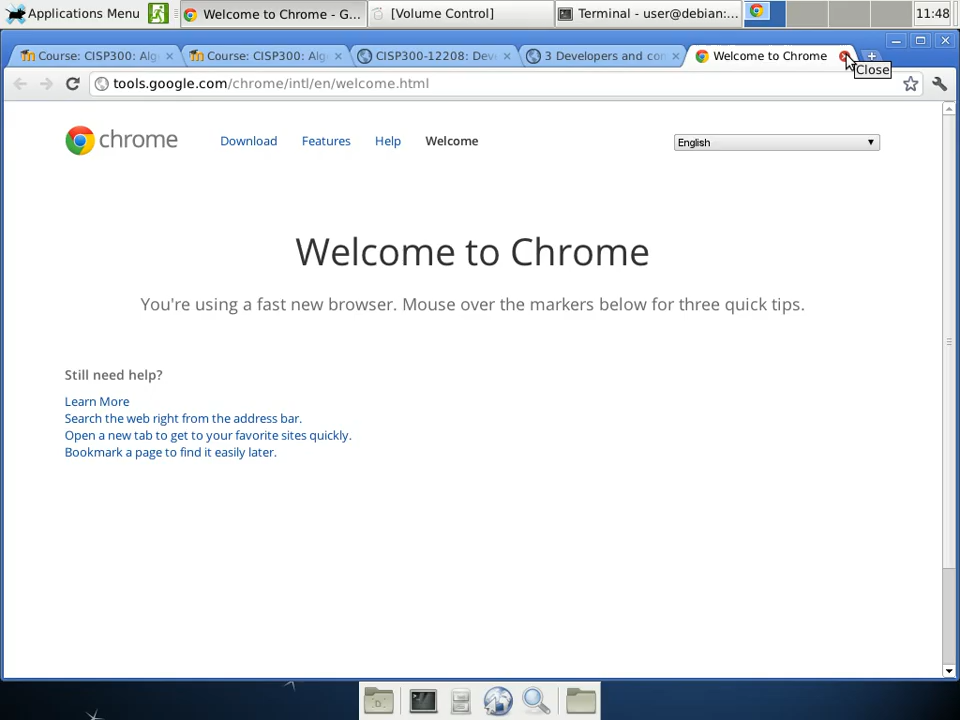 Applications Menu
Welcome to Chrome - G...
[Volume Control]
Terminal - user@debian:...
11:48
Course: CISP300: Alg
Course: CISP300: Alg
CISP300-12208: Dev
3 Developers and con
Welcome to Chrome
Close
tools.google.com/chrome/intl/en/welcome.html
chrome
Download
Features
Help
Welcome
English
Welcome to Chrome
You're using a fast new browser. Mouse over the markers below for three quick tips.
Still need help?
Learn More
Search the web right from the address bar.
Open a new tab to get to your favorite sites quickly.
Bookmark a page to find it easily later.